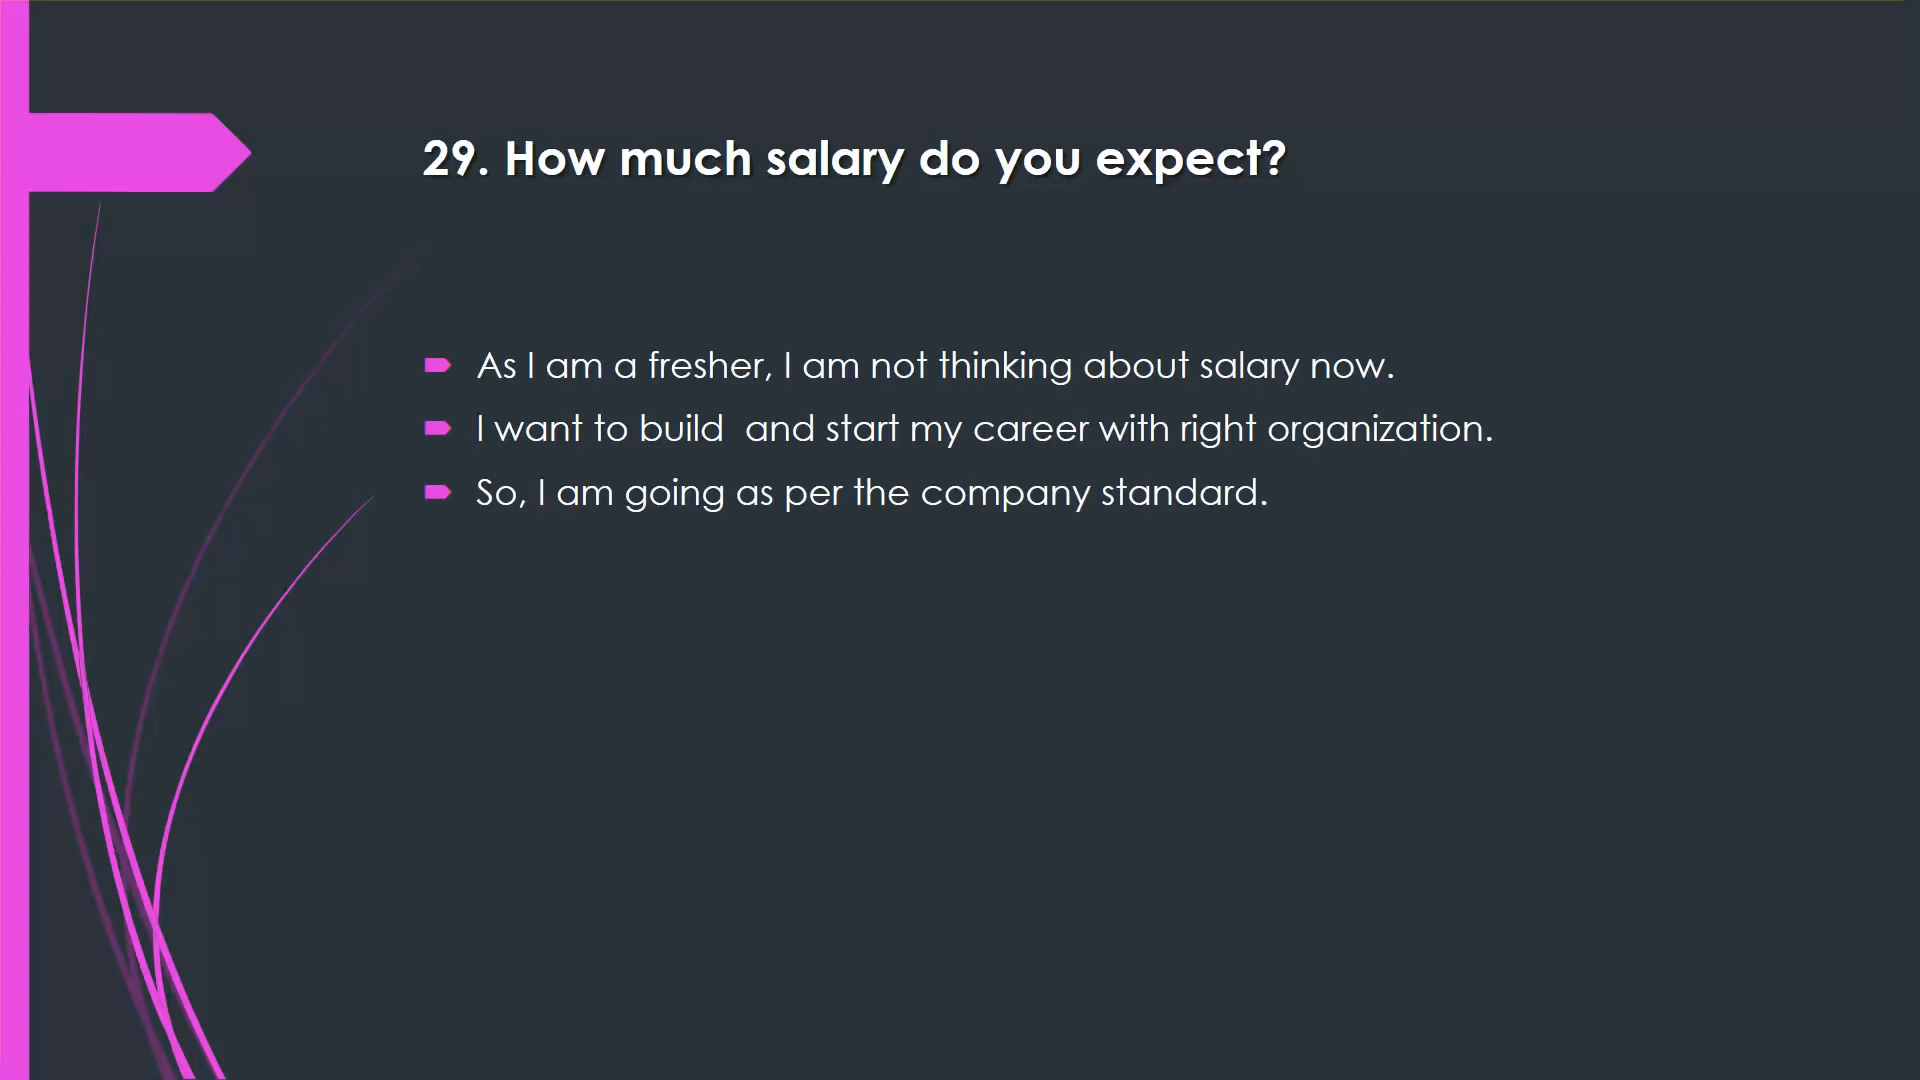 29. How much salary do you expect?
As I am a fresher, I am not thinking about salary now.
I want to build  and start my career with right organization.
So, I am going as per the company standard.